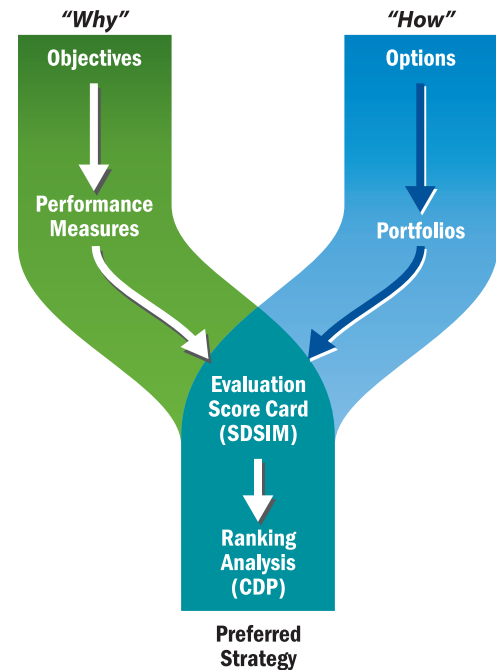 "Why"
Objectives
Performance
Measures
"How"
Options
Portfolios
Evaluation
Score Card
(SDSIM)
Ranking
Analysis
(CDP)
Preferred
Strategy